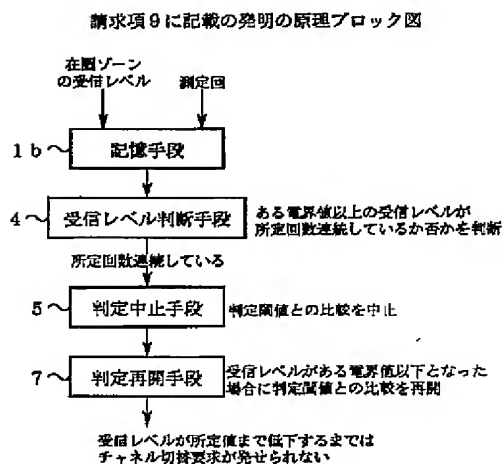 請求項9に記載の発明の原理ブロック図
在圏ゾーン
の受信レベル
測定回
1b
記憶手段
4
受信レベル判断手段
ある電界値以上の受信レベルが
所定回数連続しているか否かを判断
所定回数連続している
5
判定中止手段
判定閾値との比較を中止
7
判定再開手段
受信レベルがある電界値以下となった
場合に判定閾値との比較を再開
受信レベルが所定値まで低下するまでは
チャネル切替要求が発せられない